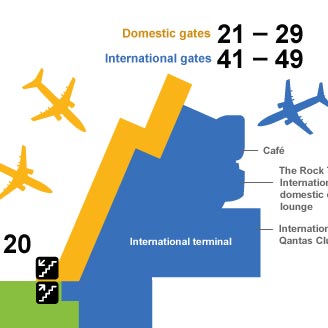 Domestic gates 21 – 29
International gates 41 – 49
Café
The Rock
Internation
domestic
lounge
Internation
Qantas Clu
20
International terminal